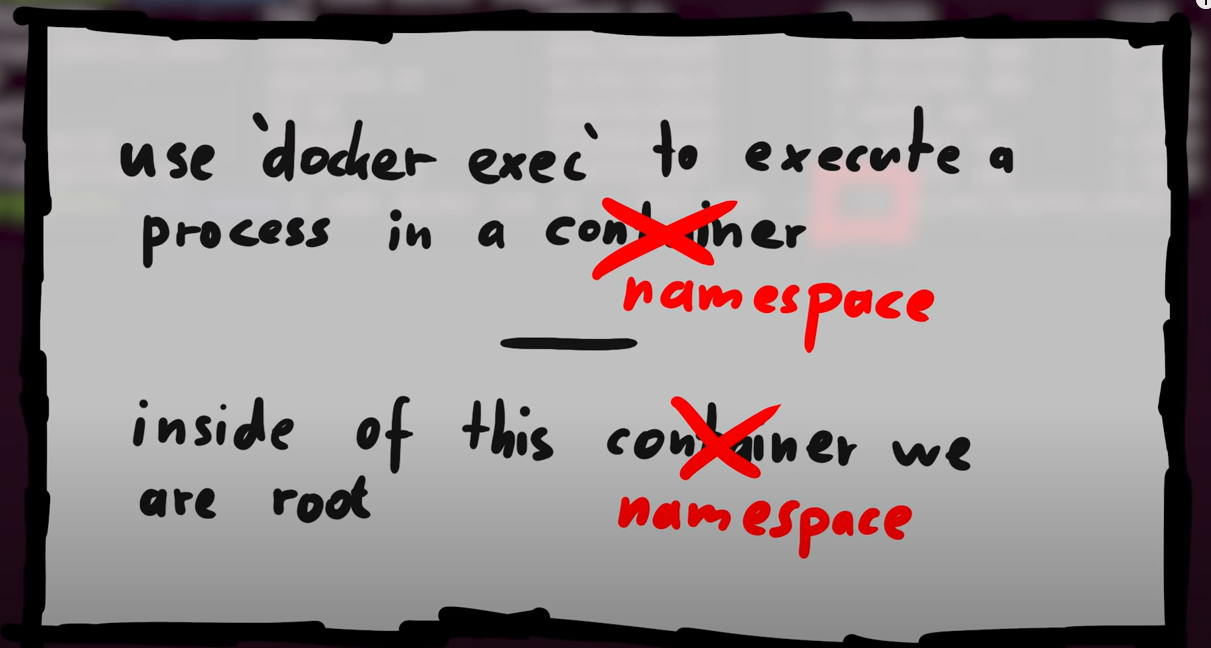 use `docker exec` to execute a
process in a container
namespace
inside of this container we
are root
namespace